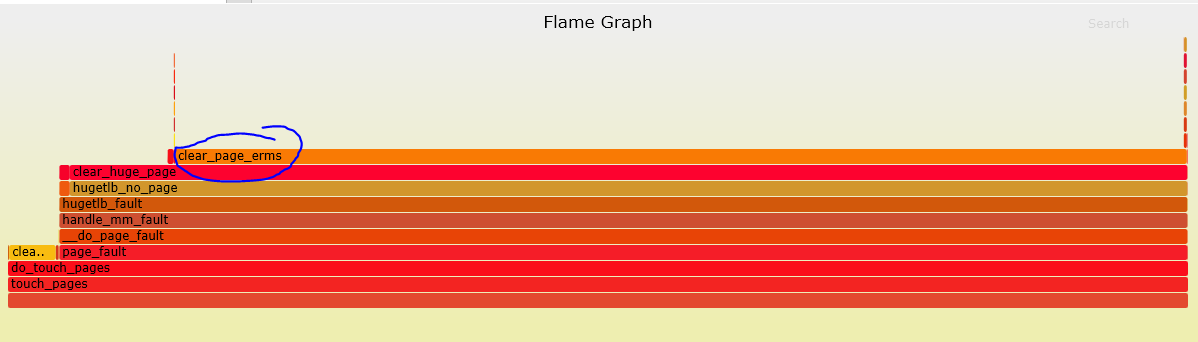 Flame Graph
Search
clear_page_erms
clear_huge_page
hugetlb_no_page
hugetlb_fault
handle_mm_fault
__do_page_fault
clea.. page_fault
do_touch_pages
touch_pages